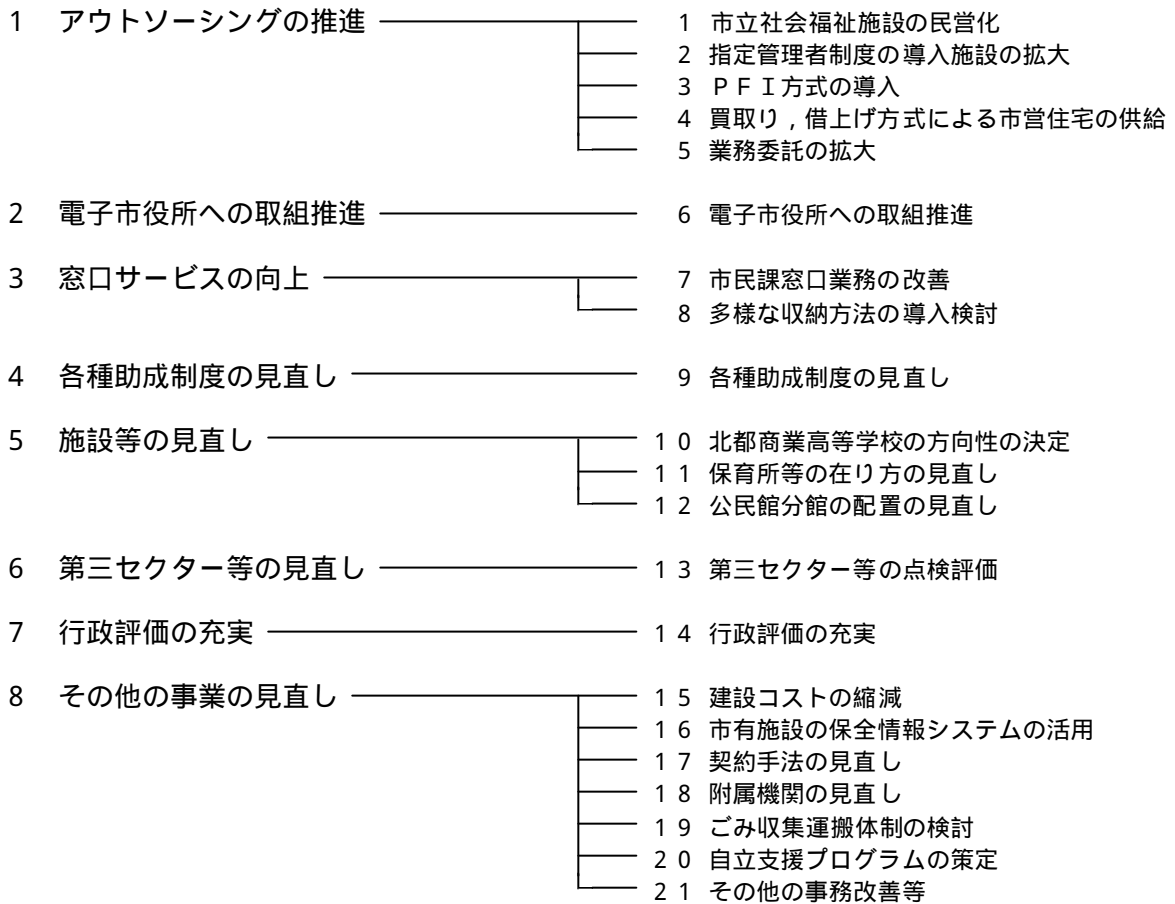 1 アウトソーシングの推進 1 市立社会福祉施設の民営化
2 指定管理者制度の導入施設の拡大
3 ＰＦＩ方式の導入
4 買取り，借上げ方式による市営住宅の供給
5 業務委託の拡大
2 電子市役所への取組推進 6 電子市役所への取組推進
3 窓口サービスの向上 7 市民課窓口業務の改善
8 多様な収納方法の導入検討
4 各種助成制度の見直し 9 各種助成制度の見直し
5 施設等の見直し 10 北都商業高等学校の方向性の決定
11 保育所等の在り方の見直し
12 公民館分館の配置の見直し
6 第三セクター等の見直し 13 第三セクター等の点検評価
7 行政評価の充実 14 行政評価の充実
8 その他の事業の見直し 15 建設コストの縮減
16 市有施設の保全情報システムの活用
17 契約手法の見直し
18 附属機関の見直し
19 ごみ収集運搬体制の検討
20 自立支援プログラムの策定
21 その他の事務改善等